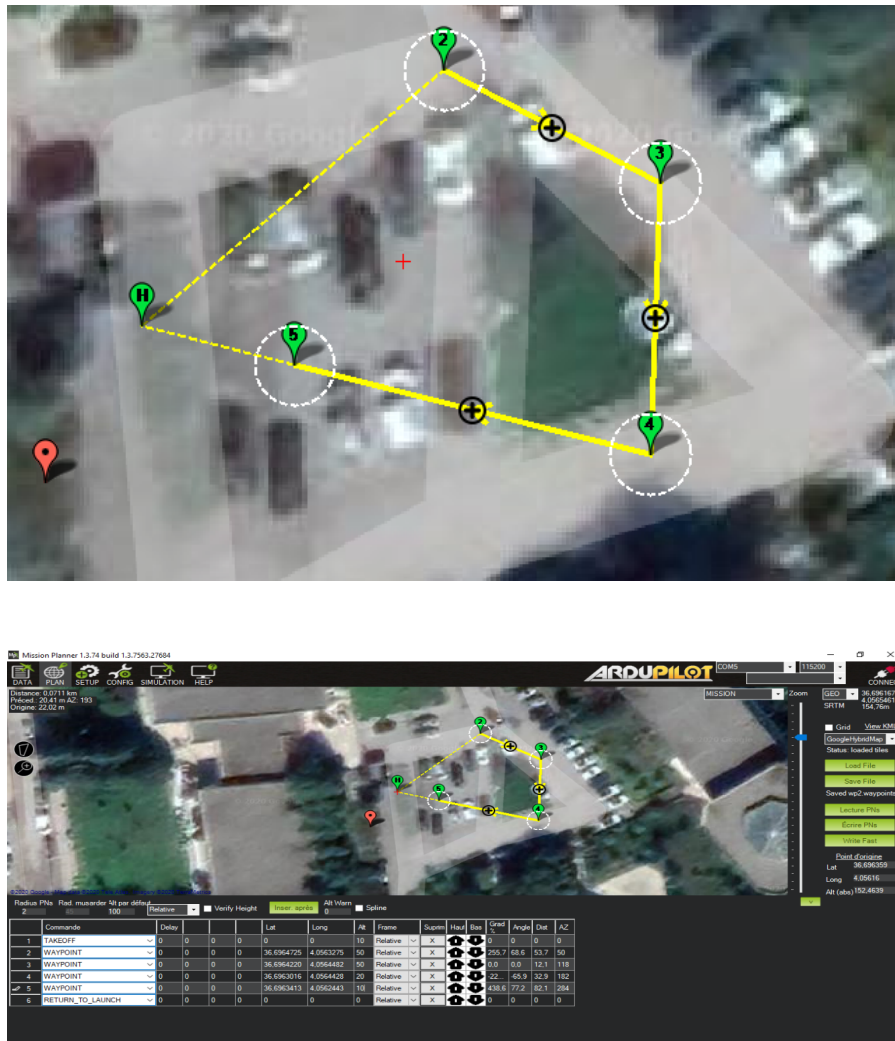 2
3
H
5
4
Mission Planner 1.3.74 build 1.3.7563.27684
DATA PLAN SETUP CONFIG SIMULATION HELP
ARDUPILOT
COM5 115200
CONNE
Distance: 0,0711 km
Préced.: 20,41 m AZ: 193
Origine: 22,02 m
MISSION
Zoom
GEO 36,696167
4.0565461
SRTM 154,76m
2
3
H
5
4
Grid View KM
GoogleHybridMap
Status: loaded tiles
Load File
Save File
Saved wp2.waypoints
Lecture PNs
Écrire PNs
Write Fast
Point d'origine
Lat 36,696359
Long 4,05616
Alt (abs) 152.4639
Radius PNs Rad. musarder Alt par défaut
2 100 Relative Verify Height Inser. après Alt Warn 0 Spline
Commande Delay Lat Long Alt Frame Suprim Haut Bas Grad % Angle Dist AZ
1 TAKEOFF 0 0 0 0 0 0 10 Relative X 0 0 0 0
2 WAYPOINT 0 0 0 0 36,6964725 4,0563275 50 Relative X 255,7 68,6 53,7 50
3 WAYPOINT 0 0 0 0 36,6964220 4,0564482 50 Relative X 0,0 0,0 12,1 118
4 WAYPOINT 0 0 0 0 36,6963016 4,0564428 20 Relative X -22... -65,9 32,9 182
5 WAYPOINT 0 0 0 0 36,6963413 4,0562443 10 Relative X 438,6 77,2 82,1 284
6 RETURN_TO_LAUNCH 0 0 0 0 0 0 0 Relative X 0 0 0 0